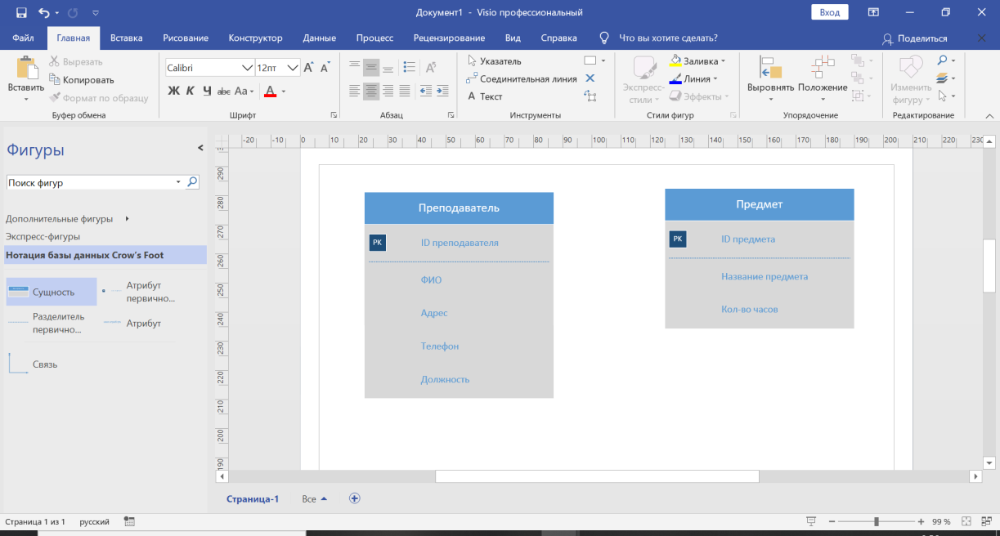 Документ1 - Visio профессиональный
Вход
Файл Главная Вставка Рисование Конструктор Данные Процесс Рецензирование Вид Справка Что вы хотите сделать? Поделиться
Вставить
Вырезать
Копировать
Формат по образцу
Буфер обмена
Calibri 12пт A A
Ж К Ч abc Aa A
Шрифт
Абзац
Указатель
Соединительная линия
A Текст
Инструменты
Экспресс-
стили
Заливка
Линия
Эффекты
Стили фигур
Выровнять Положение
Упорядочение
Изменить
фигуру
Редактирование
Фигуры
Поиск фигур
Дополнительные фигуры
Экспресс-фигуры
Нотация базы данных Crow's Foot
Сущность
Атрибут
первично...
Разделитель
первично...
Атрибут
Связь
-20 -10 0 10 20 30 40 50 60 70 80 90 100 110 120 130 140 150 160 170 180 190 200 210 220 230
290
280
270
260
250
240
230
220
210
200
190
Преподаватель
PK ID преподавателя
ФИО
Адрес
Телефон
Должность
Предмет
PK ID предмета
Название предмета
Кол-во часов
Страница-1 Все
Страница 1 из 1 русский
99 %